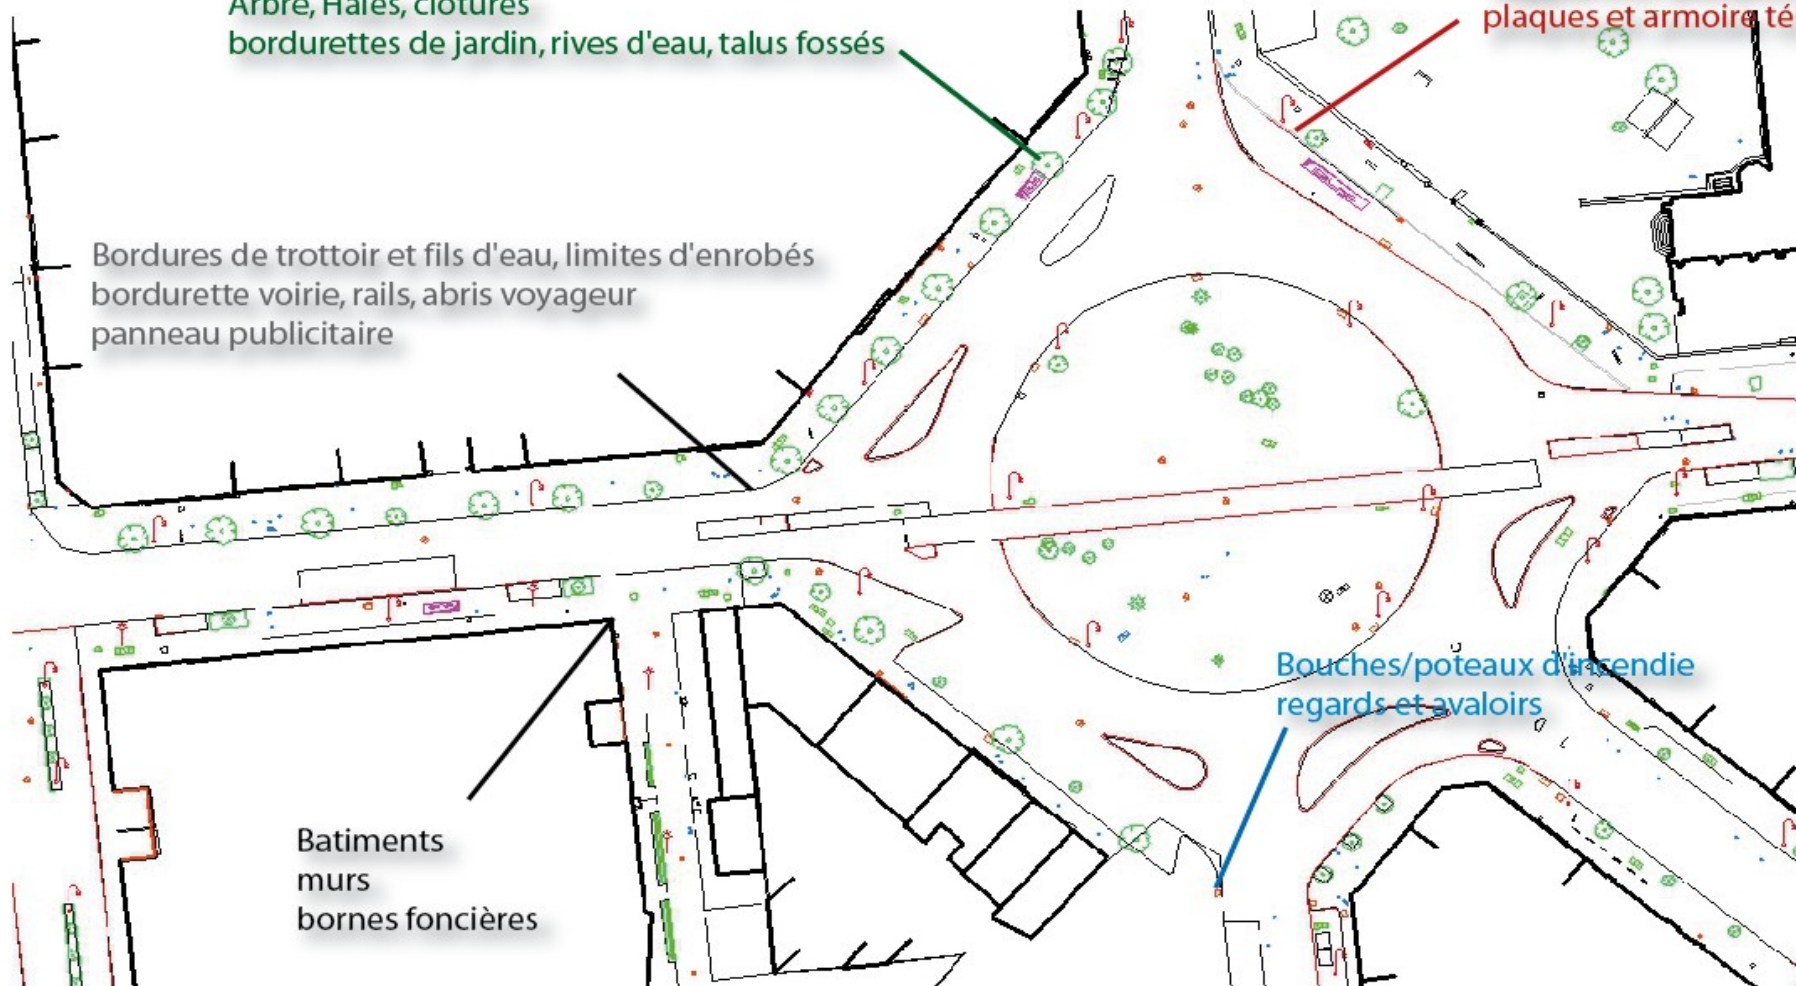 Arbre, Haies, clotures
bordurettes de jardin, rives d'eau, talus fossés
plaques et armoire té
Bordures de trottoir et fils d'eau, limites d'enrobés
bordurette voirie, rails, abris voyageur
panneau publicitaire
Bouches/poteaux d'incendie
regards et avaloirs
Batiments
murs
bornes foncières